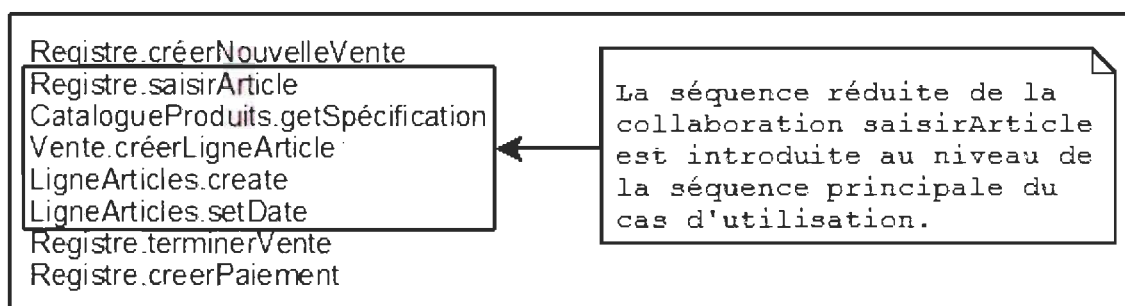 Registre.créerNouvelleVente
Registre.saisirArticle
CatalogueProduits.getSpécification
Vente.créerLigneArticle
LigneArticles.create
LigneArticles.setDate
Registre.terminerVente
Registre.creerPaiement
La séquence réduite de la
collaboration saisirArticle
est introduite au niveau de
la séquence principale du
cas d'utilisation.